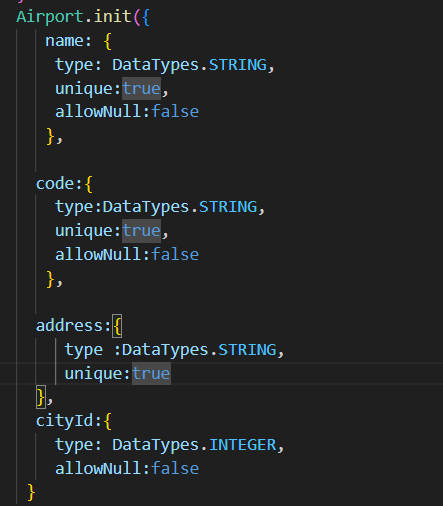 Airport.init({
name: {
type: DataTypes.STRING,
unique:true,
allowNull:false
},
code:{
type:DataTypes.STRING,
unique:true,
allowNull:false
},
address:{
type :DataTypes.STRING,
unique:true
},
cityId:{
type: DataTypes.INTEGER,
allowNull:false
}